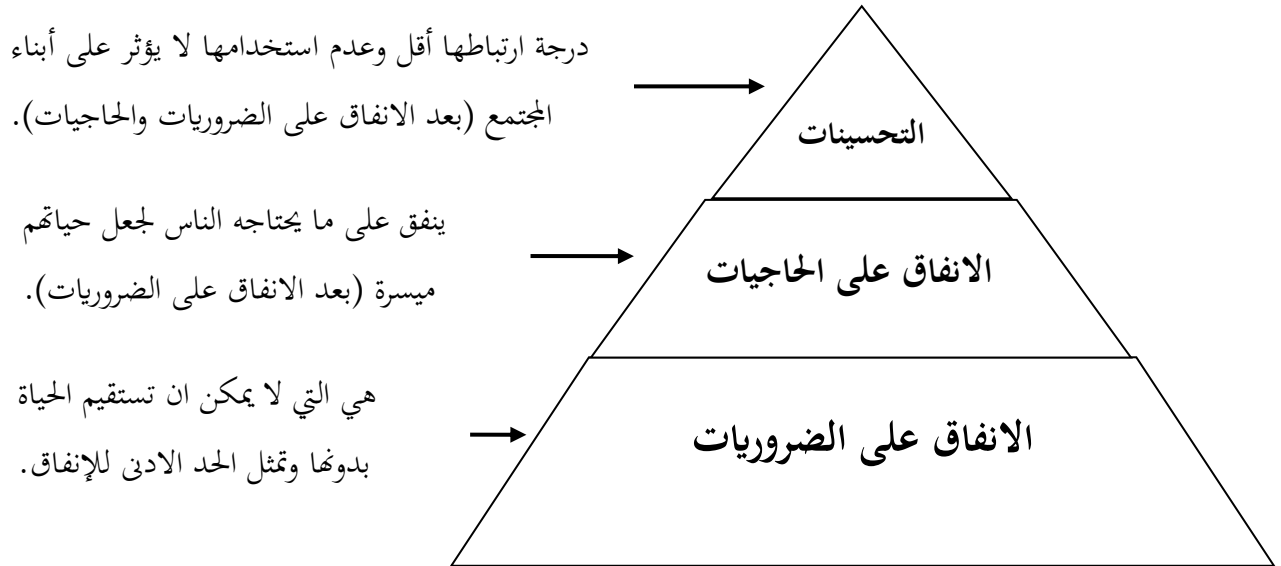 درجة ارتباطها أقل وعدم استخدامها لا يؤثر على أبناء
المجتمع (بعد الانفاق على الضروريات والحاجيات).
التحسينات
ينفق على ما يحتاجه الناس لجعل حياتهم
ميسرة (بعد الانفاق على الضروريات).
الانفاق على الحاجيات
هي التي لا يمكن ان تستقيم الحياة
بدونها وتمثل الحد الادنى للإنفاق.
الانفاق على الضروريات